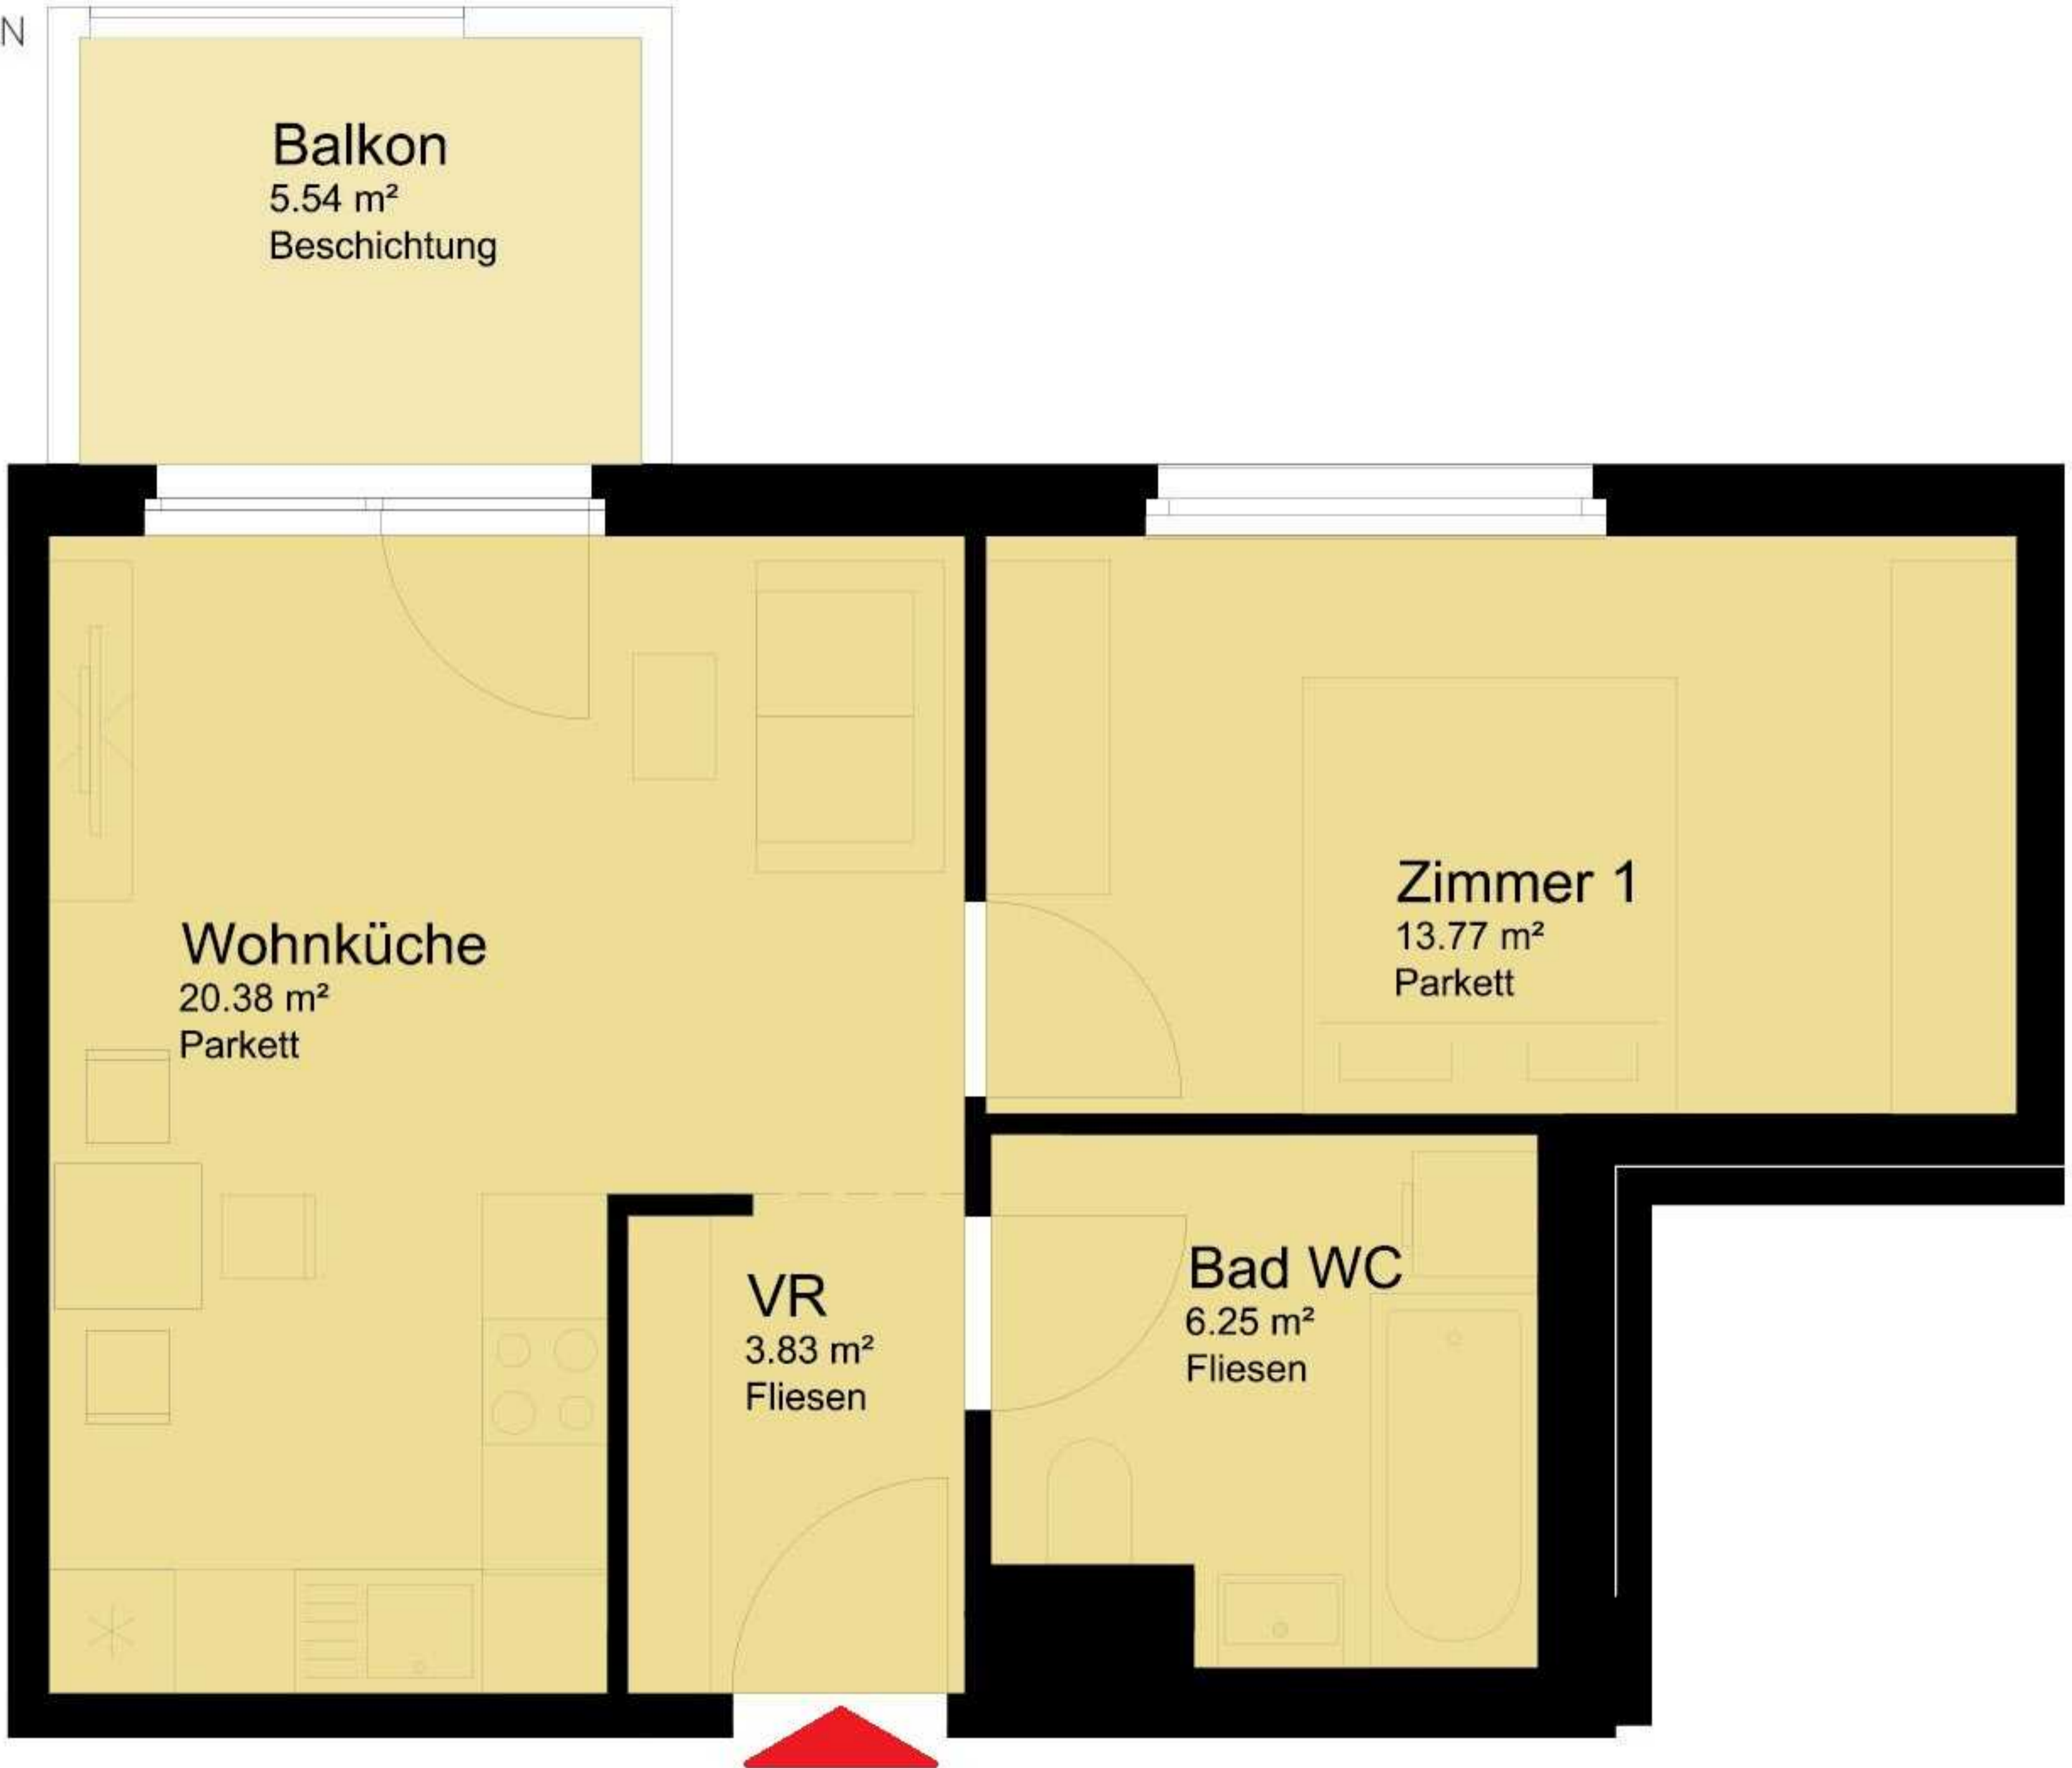 N
Balkon
5.54 m²
Beschichtung
Wohnküche
20.38 m²
Parkett
Zimmer 1
13.77 m²
Parkett
VR
3.83 m²
Fliesen
Bad WC
6.25 m²
Fliesen